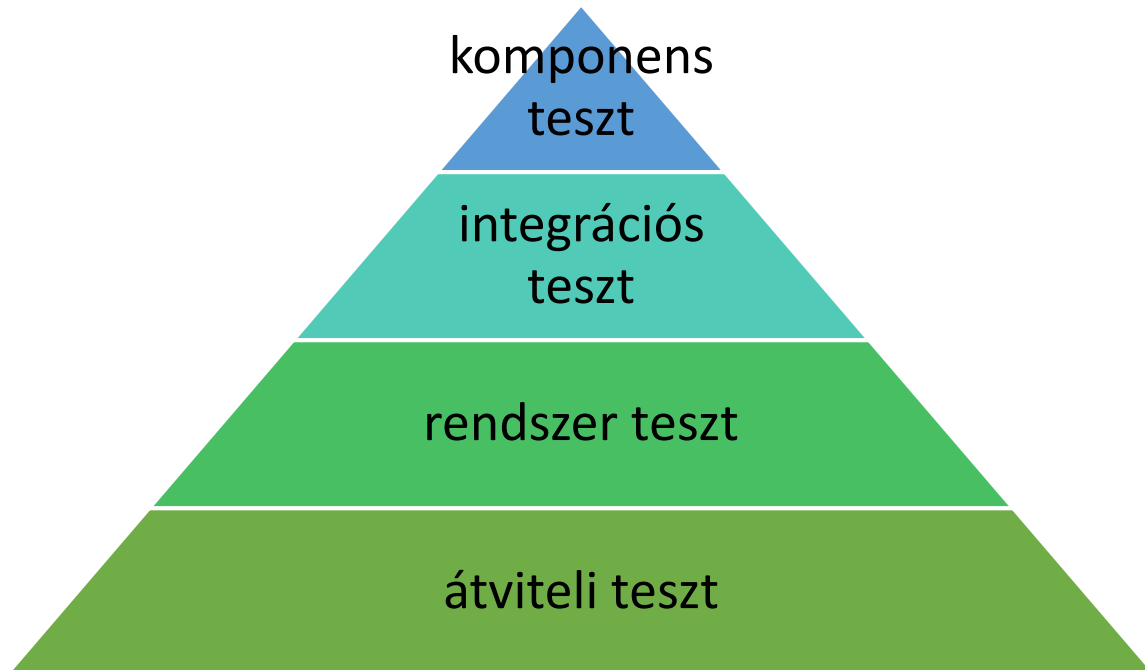 komponens
teszt
integrációs
teszt
rendszer teszt
átviteli teszt